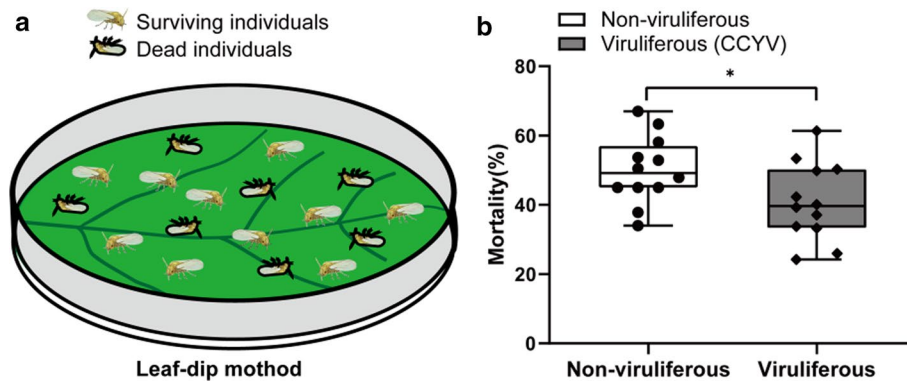 a
Surviving individuals
Dead individuals
Leaf-dip mothod
b
Non-viruliferous
Viruliferous (CCYV)
*
80
60
40
20
0
Mortality(%)
Non-viruliferous
Viruliferous